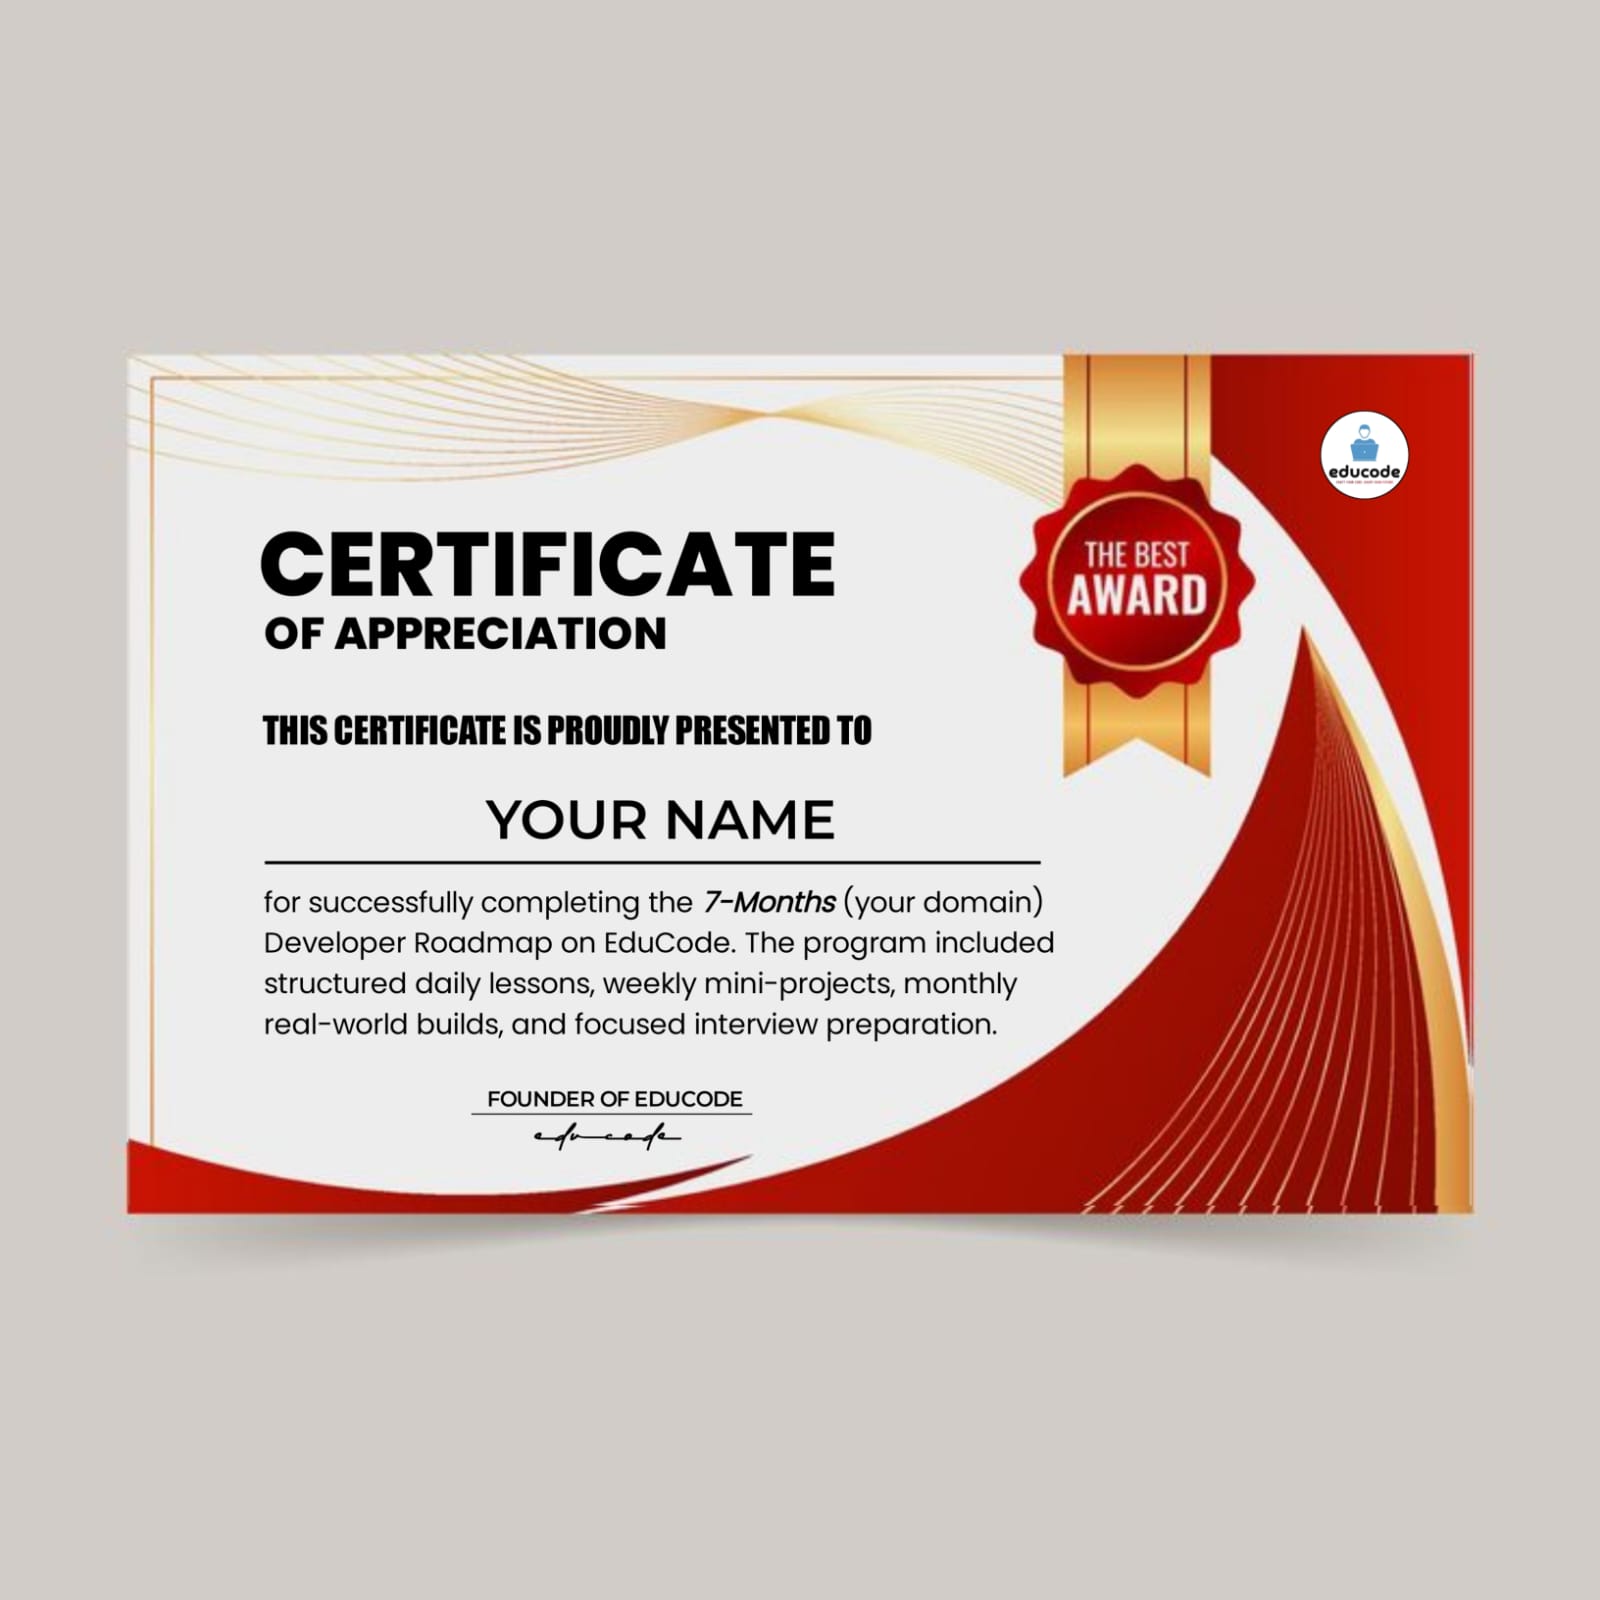 CERTIFICATE
OF APPRECIATION
THE BEST
AWARD
educode
THIS CERTIFICATE IS PROUDLY PRESENTED TO
YOUR NAME
for successfully completing the 7-Months (your domain)
Developer Roadmap on EduCode. The program included
structured daily lessons, weekly mini-projects, monthly
real-world builds, and focused interview preparation.
FOUNDER OF EDUCODE
educode